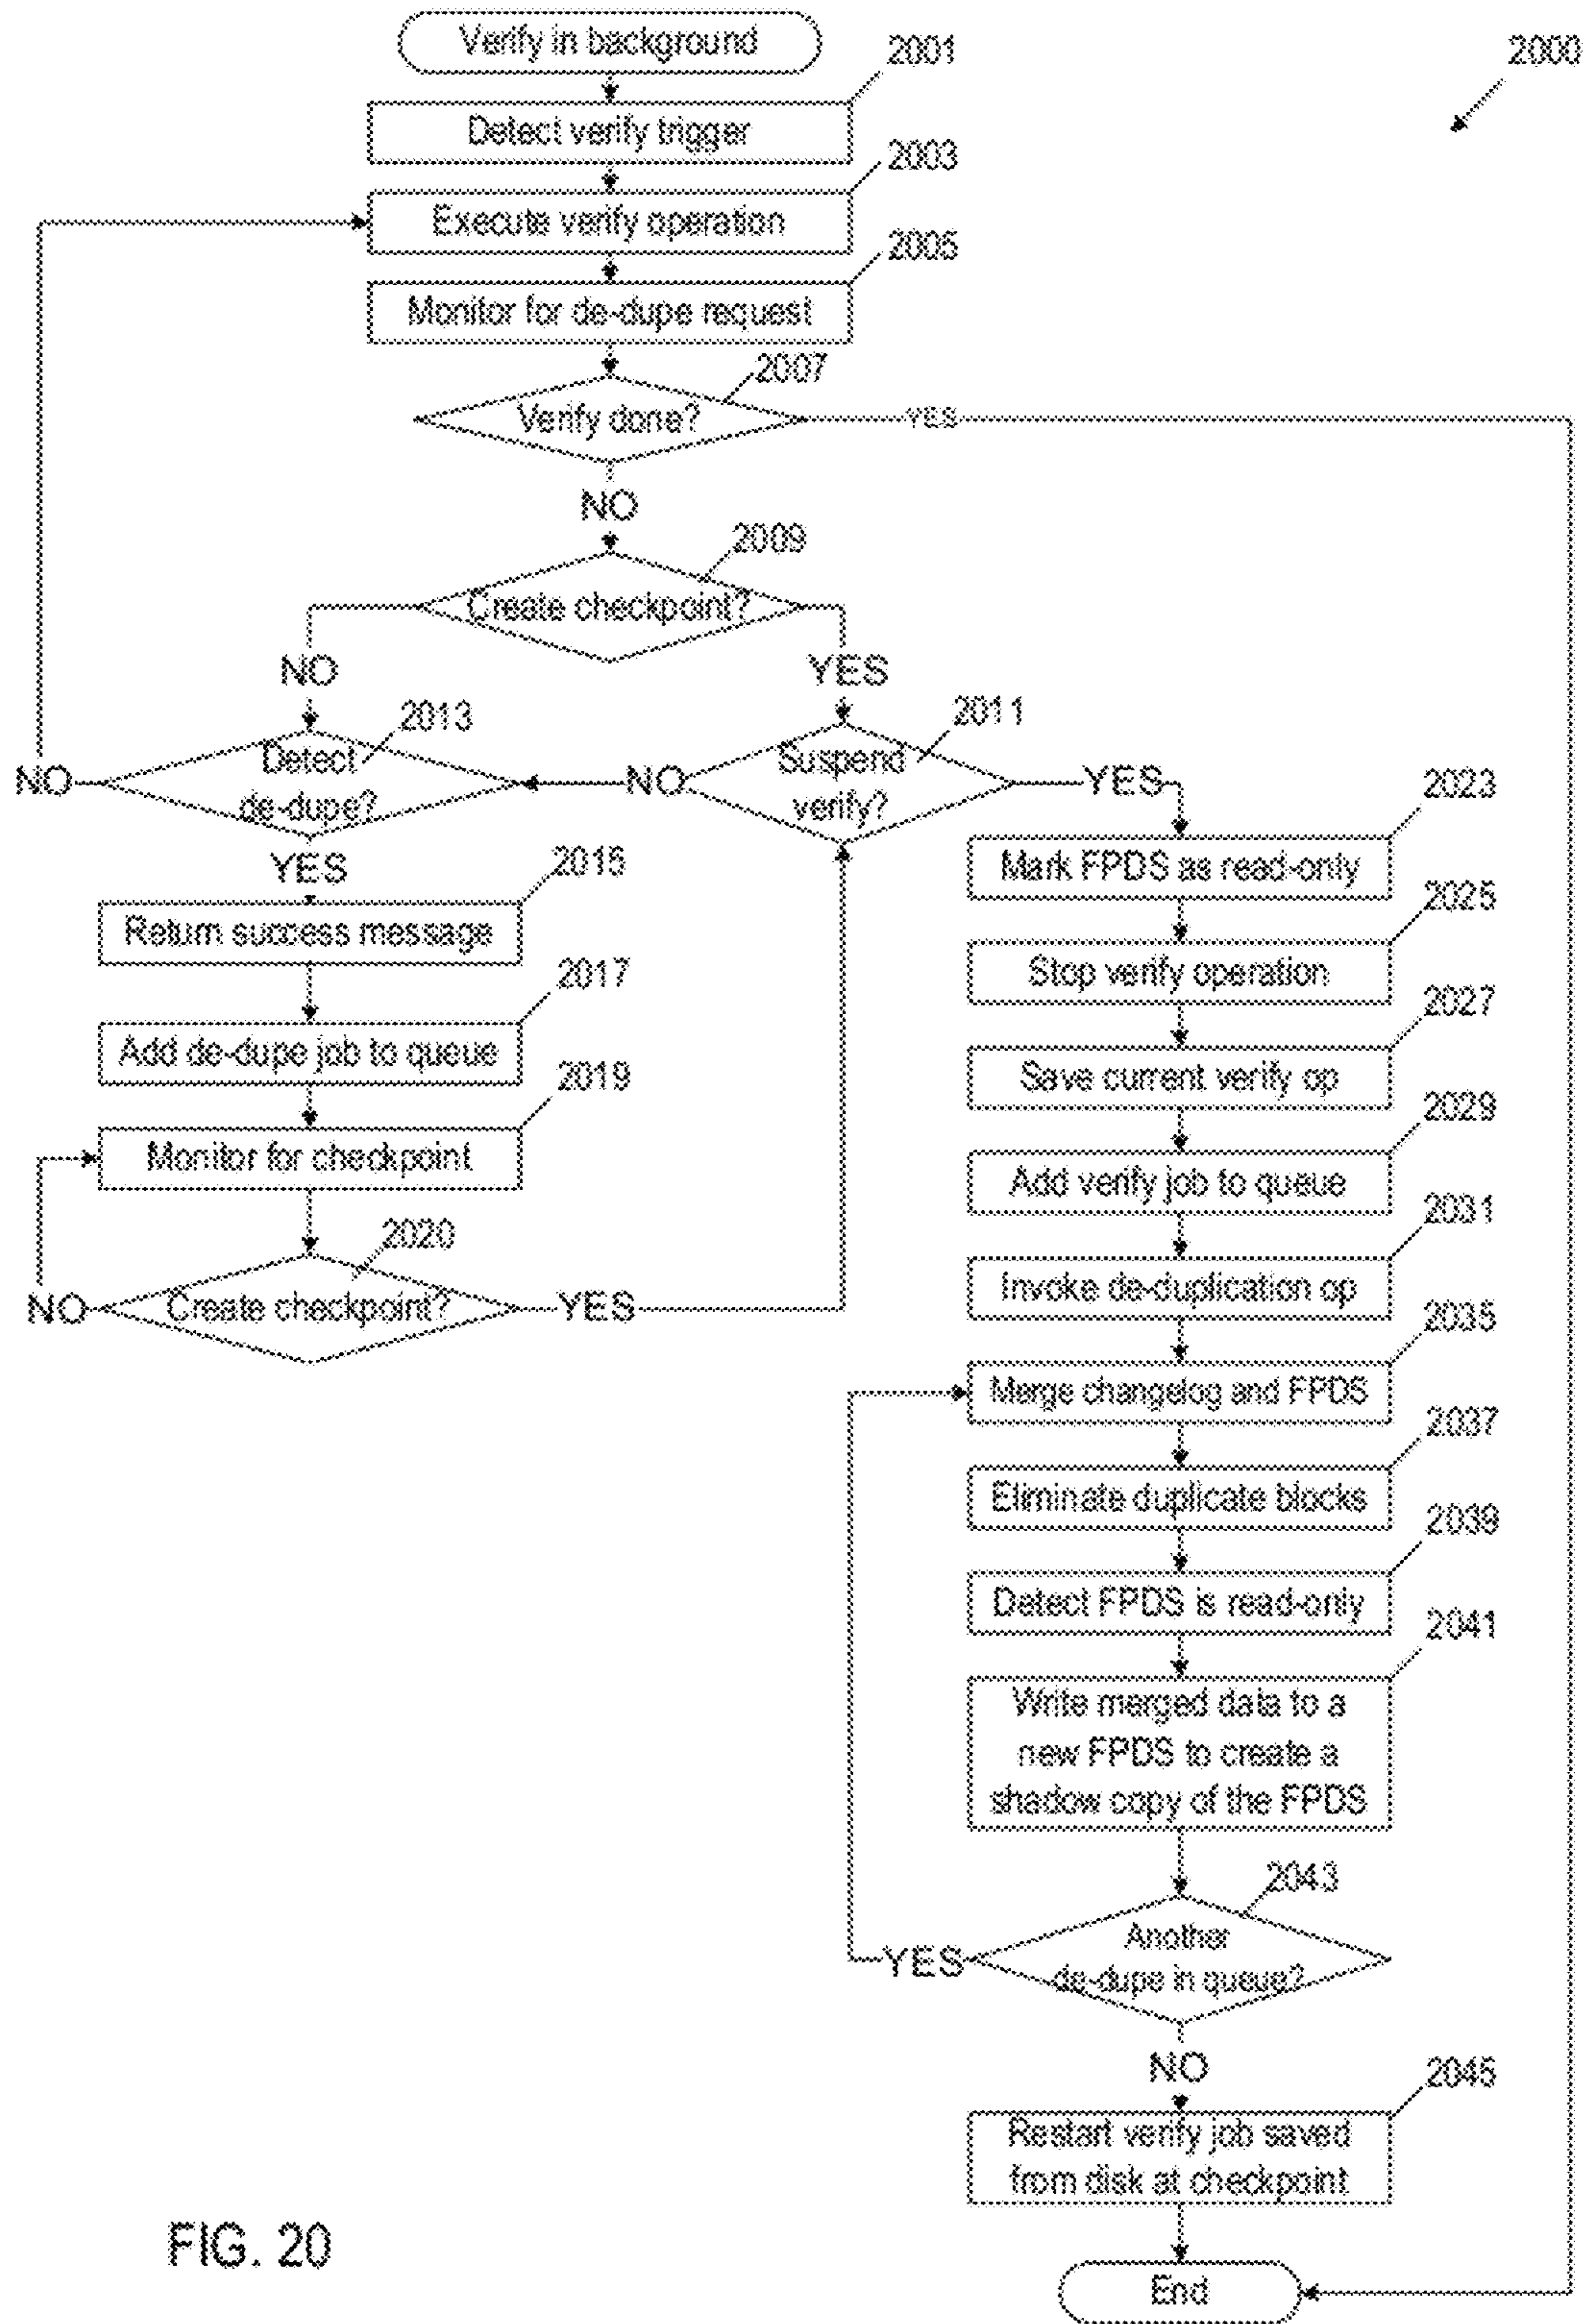 Verify in background
2001
2000
Detect verify trigger
2003
Execute verify operation
2005
Monitor for de-dupe request
2007
Verify done?
YES
NO
2009
Create checkpoint?
NO
YES
2013
2011
Detect
de-dupe?
NO
NO
Suspend
verify?
YES
2023
Mark FPDS as read-only
YES
2015
Return success message
2025
Stop verify operation
2017
Add de-dupe job to queue
2027
Save current verify op
2019
Monitor for checkpoint
2029
Add verify job to queue
2020
Create checkpoint?
NO
YES
2031
Invoke de-duplication op
2035
Merge changelog and FPDS
2037
Eliminate duplicate blocks
2039
Detect FPDS is read-only
2041
Write merged data to a
new FPDS to create a
shadow copy of the FPDS
2043
Another
de-dupe in queue?
YES
NO
2045
Restart verify job saved
from disk at checkpoint
End
FIG. 20